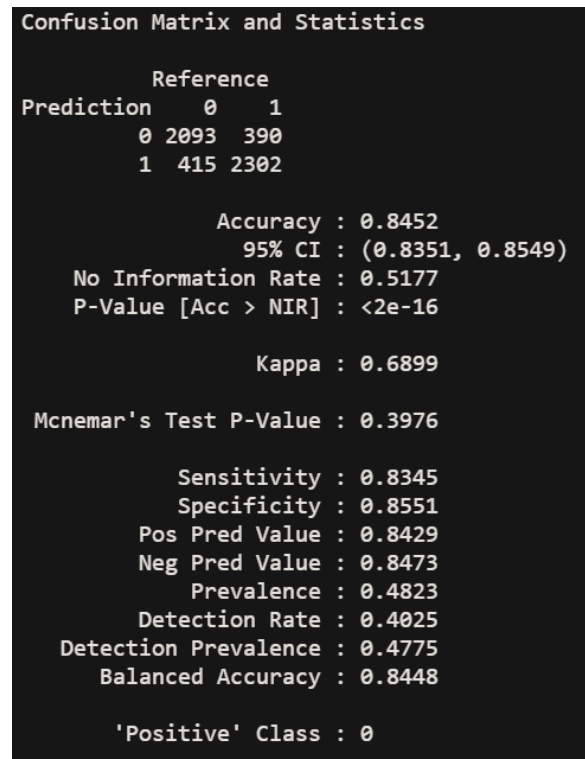 Confusion Matrix and Statistics
Reference
Prediction 0 1
0 2093 390
1 415 2302
Accuracy : 0.8452
95% CI : (0.8351, 0.8549)
No Information Rate : 0.5177
P-Value [Acc > NIR] : <2e-16
Kappa : 0.6899
Mcnemar's Test P-Value : 0.3976
Sensitivity : 0.8345
Specificity : 0.8551
Pos Pred Value : 0.8429
Neg Pred Value : 0.8473
Prevalence : 0.4823
Detection Rate : 0.4025
Detection Prevalence : 0.4775
Balanced Accuracy : 0.8448
'Positive' Class : 0